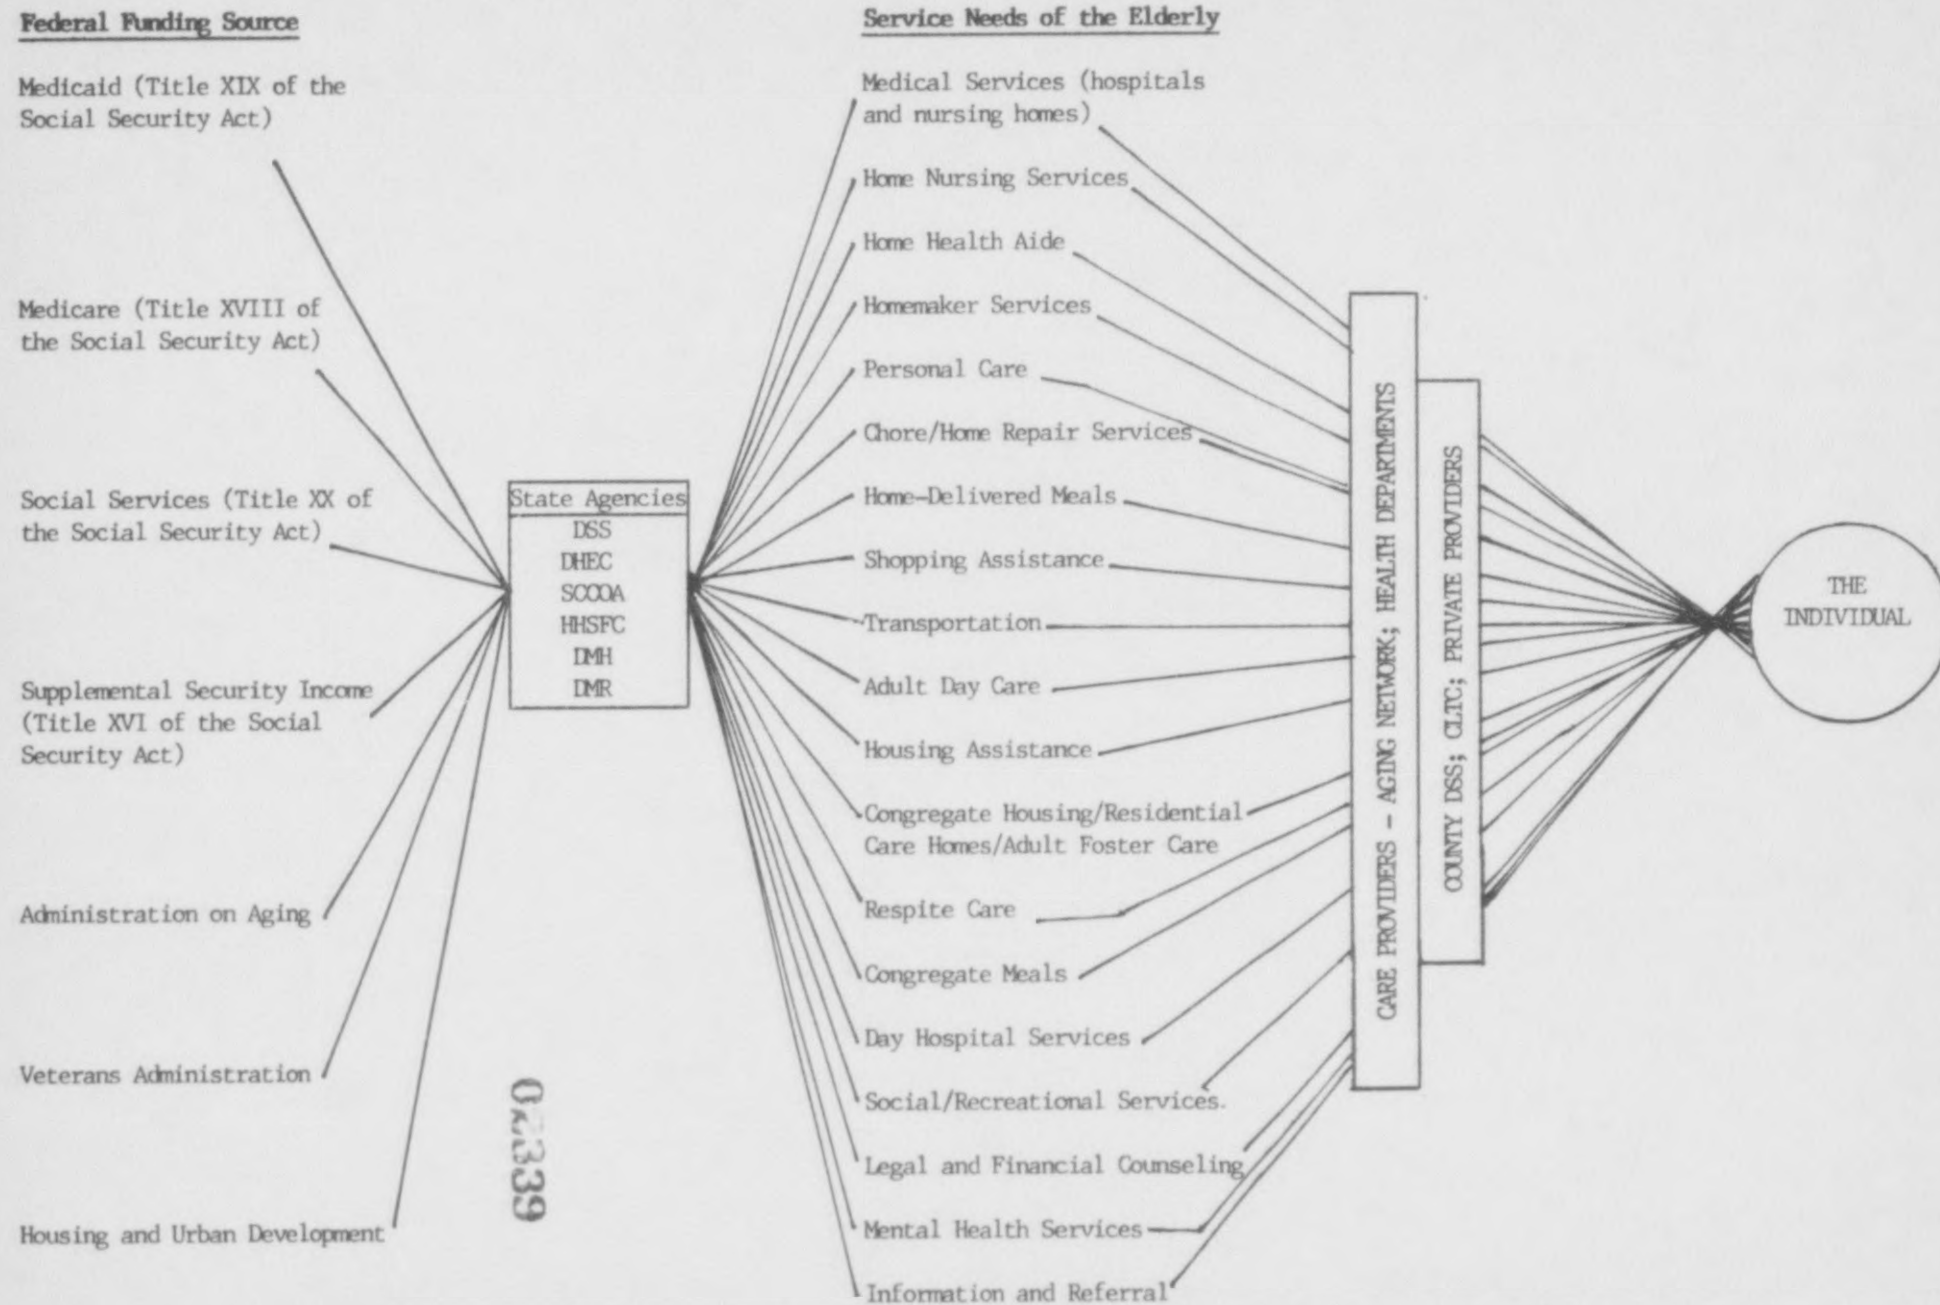 Federal Funding Source
Medicaid (Title XIX of the
Social Security Act)
Medicare (Title XVIII of
the Social Security Act)
Social Services (Title XX of
the Social Security Act)
Supplemental Security Income
(Title XVI of the Social
Security Act)
Administration on Aging
Veterans Administration
Housing and Urban Development
State Agencies
DSS
DHEC
SCCOA
HHSFC
DMH
DMR
02339
Service Needs of the Elderly
Medical Services (hospitals
and nursing homes)
Home Nursing Services
Home Health Aide
Homemaker Services
Personal Care
Chore/Home Repair Services
Home-Delivered Meals
Shopping Assistance
Transportation
Adult Day Care
Housing Assistance
Congregate Housing/Residential
Care Homes/Adult Foster Care
Respite Care
Congregate Meals
Day Hospital Services
Social/Recreational Services.
Legal and Financial Counseling
Mental Health Services
Information and Referral
CARE PROVIDERS - AGING NETWORK; HEALTH DEPARTMENTS
COUNTY DSS; CLTC; PRIVATE PROVIDERS
THE
INDIVIDUAL